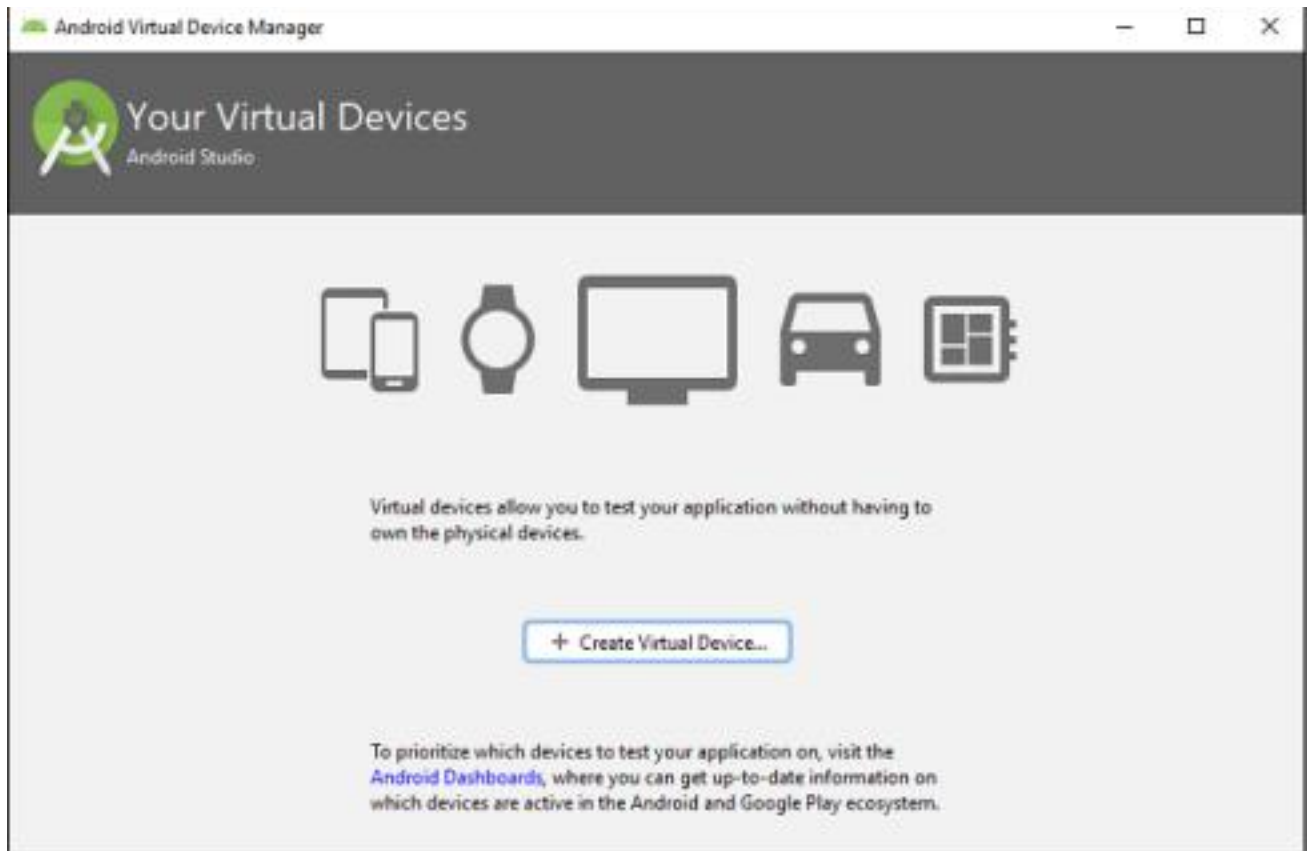 Android Virtual Device Manager
Your Virtual Devices
Android Studio
Virtual devices allow you to test your application without having to
own the physical devices.
+ Create Virtual Device...
To prioritize which devices to test your application on, visit the
Android Dashboards, where you can get up-to-date information on
which devices are active in the Android and Google Play ecosystem.